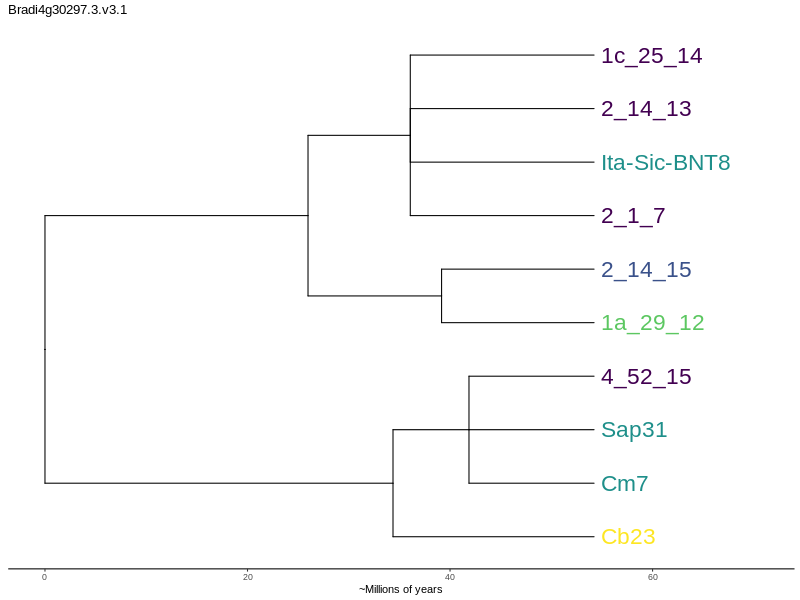 Bradi4g30297.3.v3.1
1c_25_14
2_14_13
Ita-Sic-BNT8
2_1_7
2_14_15
1a_29_12
4_52_15
Sap31
Cm7
Cb23
0 20 40 60
~Millions of years